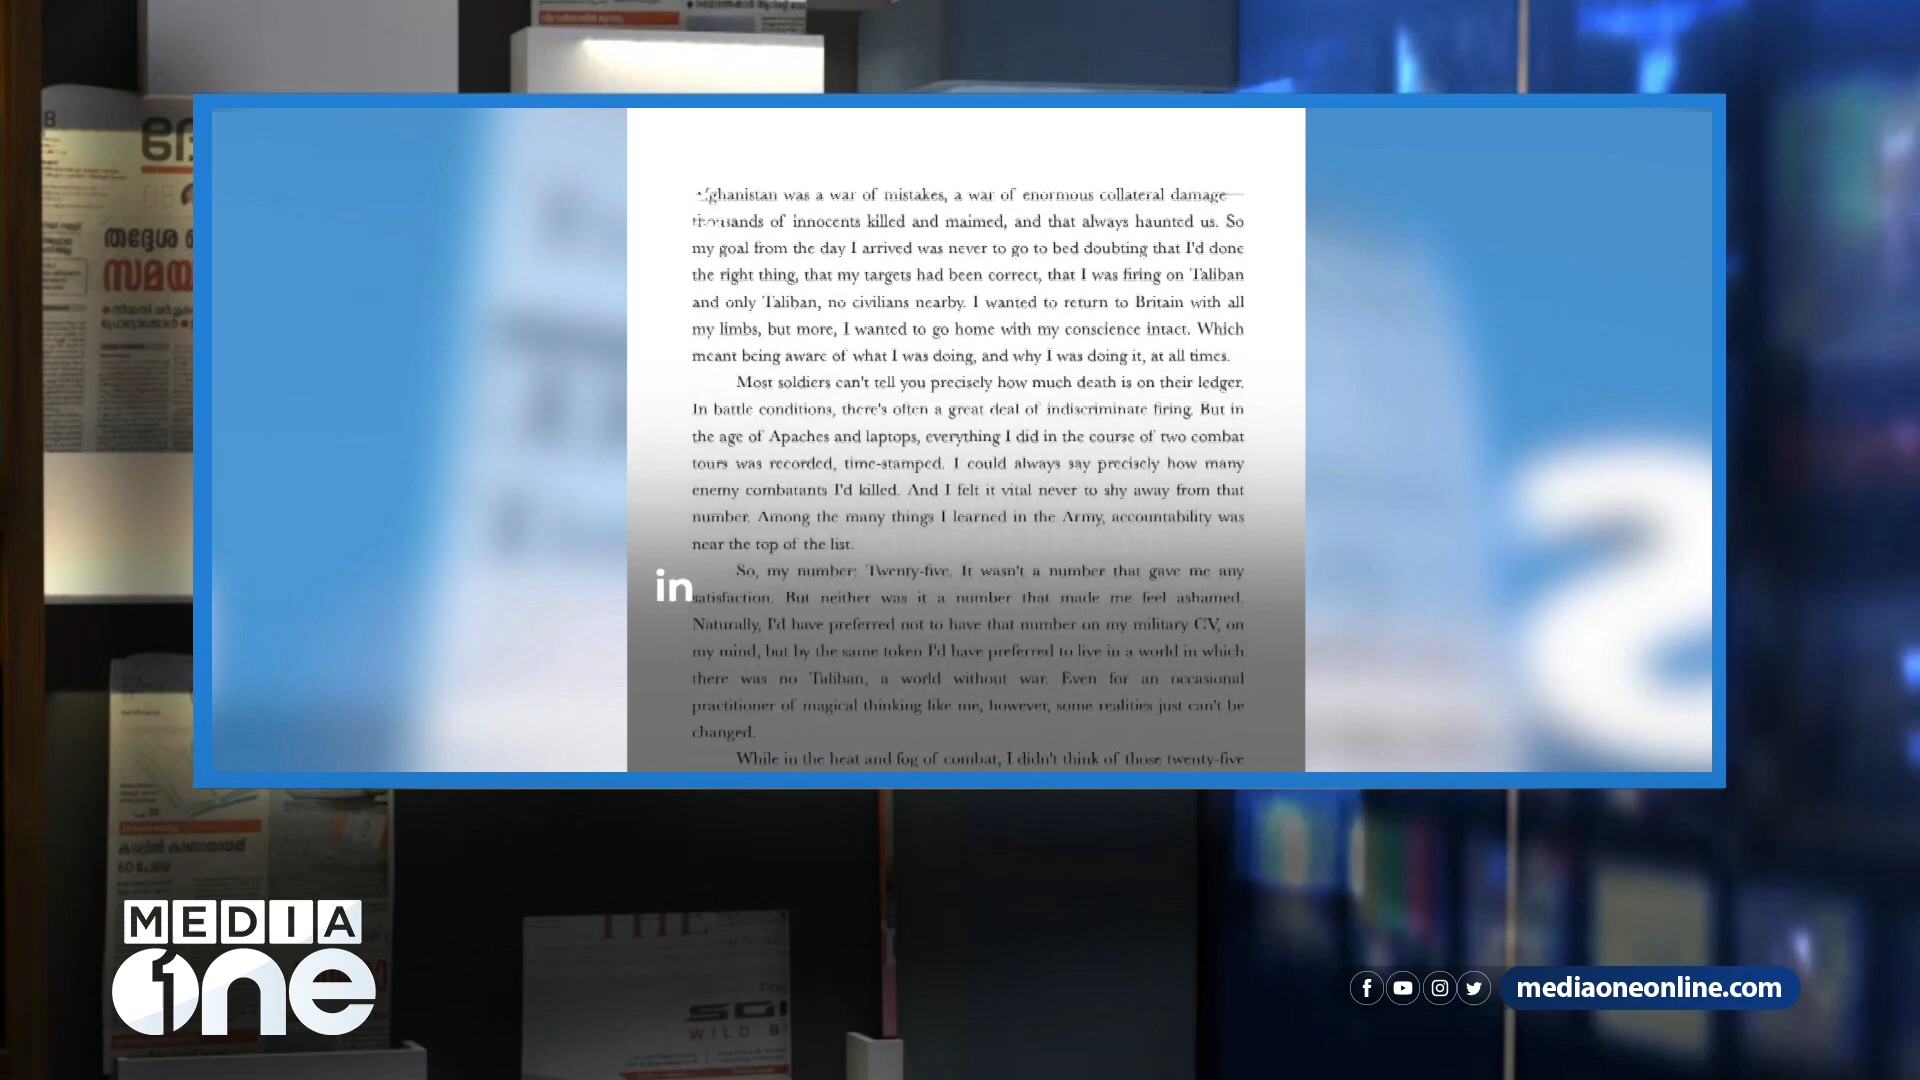 8
തദ്ദേശ
സമയ
Afghanistan was a war of mistakes, a war of enormous collateral damage
thousands of innocents killed and maimed, and that always haunted us. So
my goal from the day I arrived was never to go to bed doubting that I'd done
the right thing, that my targets had been correct, that I was firing on Taliban
and only Taliban, no civilians nearby. I wanted to return to Britain with all
my limbs, but more, I wanted to go home with my conscience intact. Which
meant being aware of what I was doing, and why I was doing it, at all times.
Most soldiers can't tell you precisely how much death is on their ledger.
In battle conditions, there's often a great deal of indiscriminate firing. But in
the age of Apaches and laptops, everything I did in the course of two combat
tours was recorded, time-stamped. I could always say precisely how many
enemy combatants I'd killed. And I felt it vital never to shy away from that
number. Among the many things I learned in the Army, accountability was
near the top of the list.
So, my number: Twenty-five. It wasn't a number that gave me any
satisfaction. But neither was it a number that made me feel ashamed.
Naturally, I'd have preferred not to have that number on my military CV, on
my mind, but by the same token I'd have preferred to live in a world in which
there was no Taliban, a world without war. Even for an occasional
practitioner of magical thinking like me, however, some realities just can't be
changed.
While in the heat and fog of combat, I didn't think of those twenty-five
in
s
കടലിൽ കാണാതായത്
60 പേരെ
THE
WILD
MEDIA
one
mediaoneonline.com